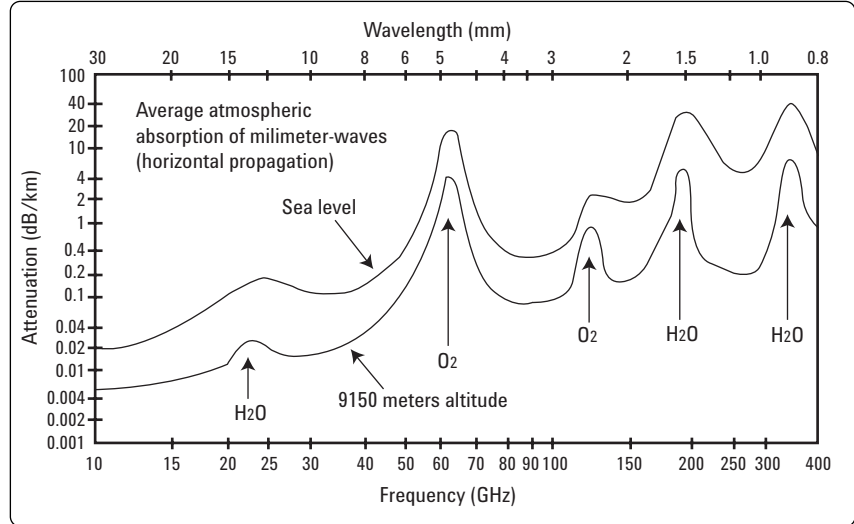 Wavelength (mm)
30 20 15 10 8 6 5 4 3 2 1.5 1.0 0.8
Attenuation (dB/km)
100
40
20
10
4
2
1
0.4
0.2
0.1
0.04
0.02
0.01
0.004
0.002
0.001
Average atmospheric
absorption of milimeter-waves
(horizontal propagation)
Sea level
H2O
9150 meters altitude
O2
O2
H2O
H2O
10 15 20 25 30 40 50 60 70 80 90 100 150 200 250 300 400
Frequency (GHz)